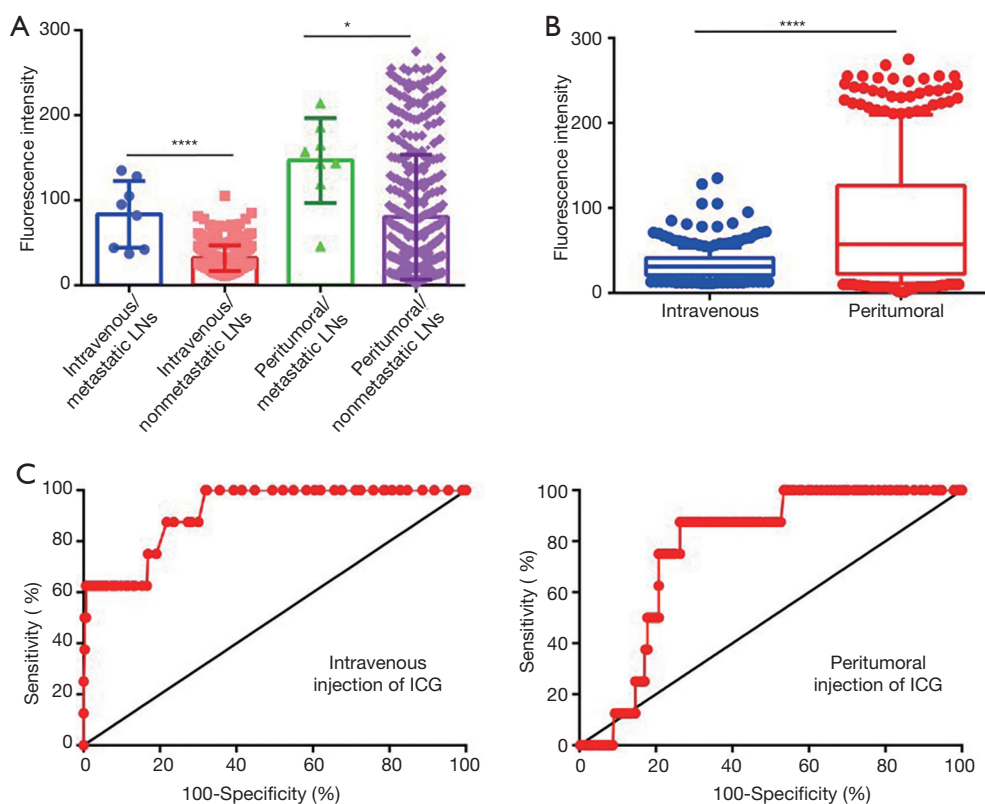 A
Fluorescence intensity
300
200
100
0
****
*
Intravenous/
metastatic LNs
Intravenous/
nonmetastatic LNs
Peritumoral/
metastatic LNs
Peritumoral/
nonmetastatic LNs
B
Fluorescence intensity
300
200
100
0
****
Intravenous
Peritumoral
C
Sensitivity ( %)
100
80
60
40
20
0
0 20 40 60 80 100
100-Specificity (%)
Intravenous
injection of ICG
Sensitivity ( %)
100
80
60
40
20
0
0 20 40 60 80 100
100-Specificity (%)
Peritumoral
injection of ICG